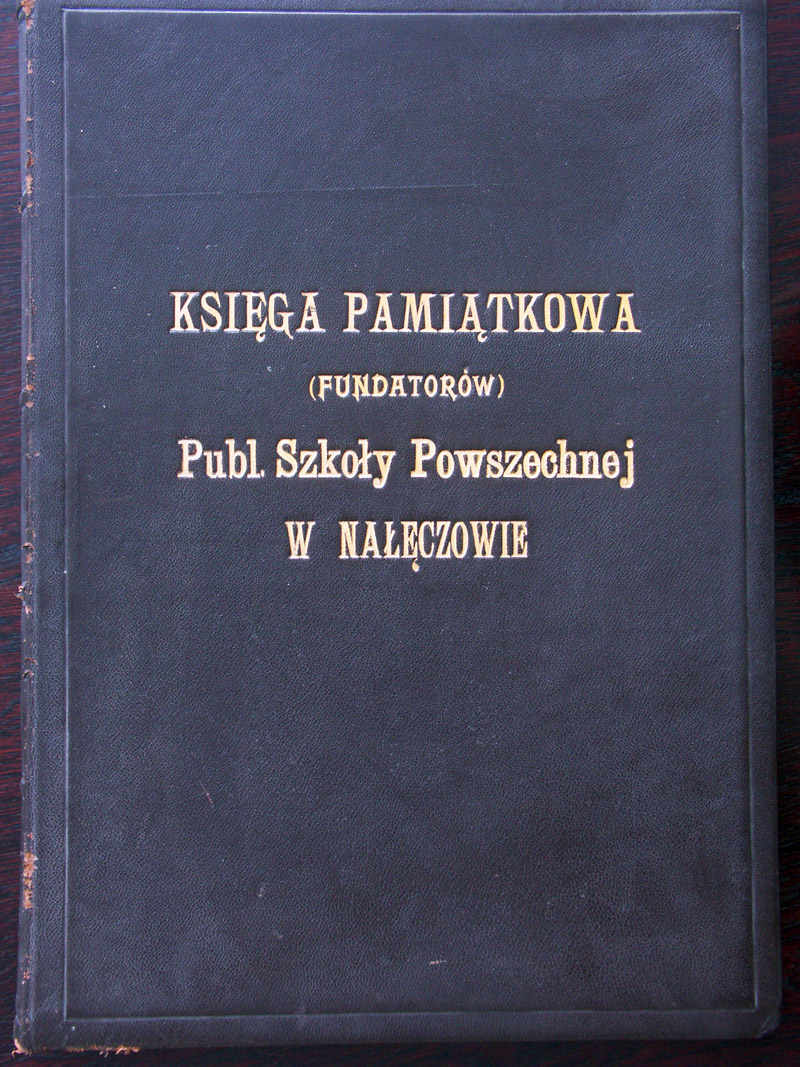 KSIĘGA PAMIĄTKOWA
(FUNDATORÓW)
Publ. Szkoły Powszechnej
W NAŁĘCZOWIE